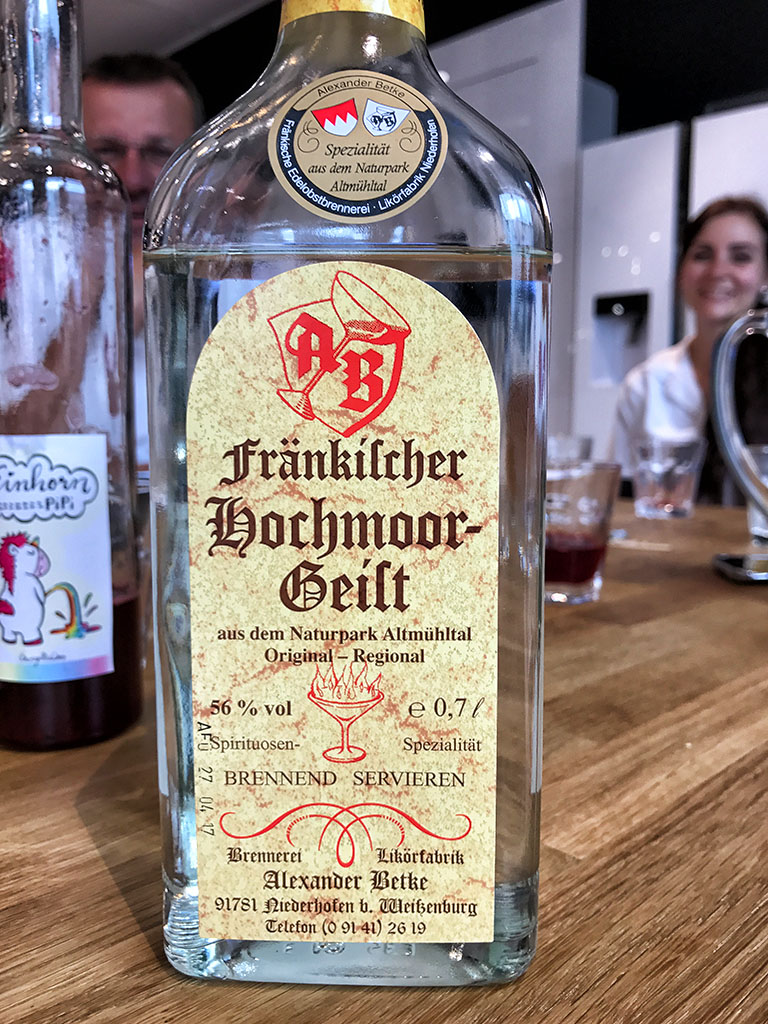 Alexander Betke
AB
Spezialität
aus dem Naturpark
Altmühltal
Fränkische Edelobstbrennerei · Likörfabrik Niederhofen
AB
Fränkiſcher
Hochmoor-
Geiſt
aus dem Naturpark Altmühltal
Original – Regional
56 % vol
℮ 0,7 ℓ
Spirituosen-
Spezialität
BRENNEND SERVIEREN
Brennerei
Likörfabrik
Alexander Betke
91781 Niederhofen b. Weißenburg
Telefon (0 91 41) 26 19
27 04 17
inhorn
PiPi